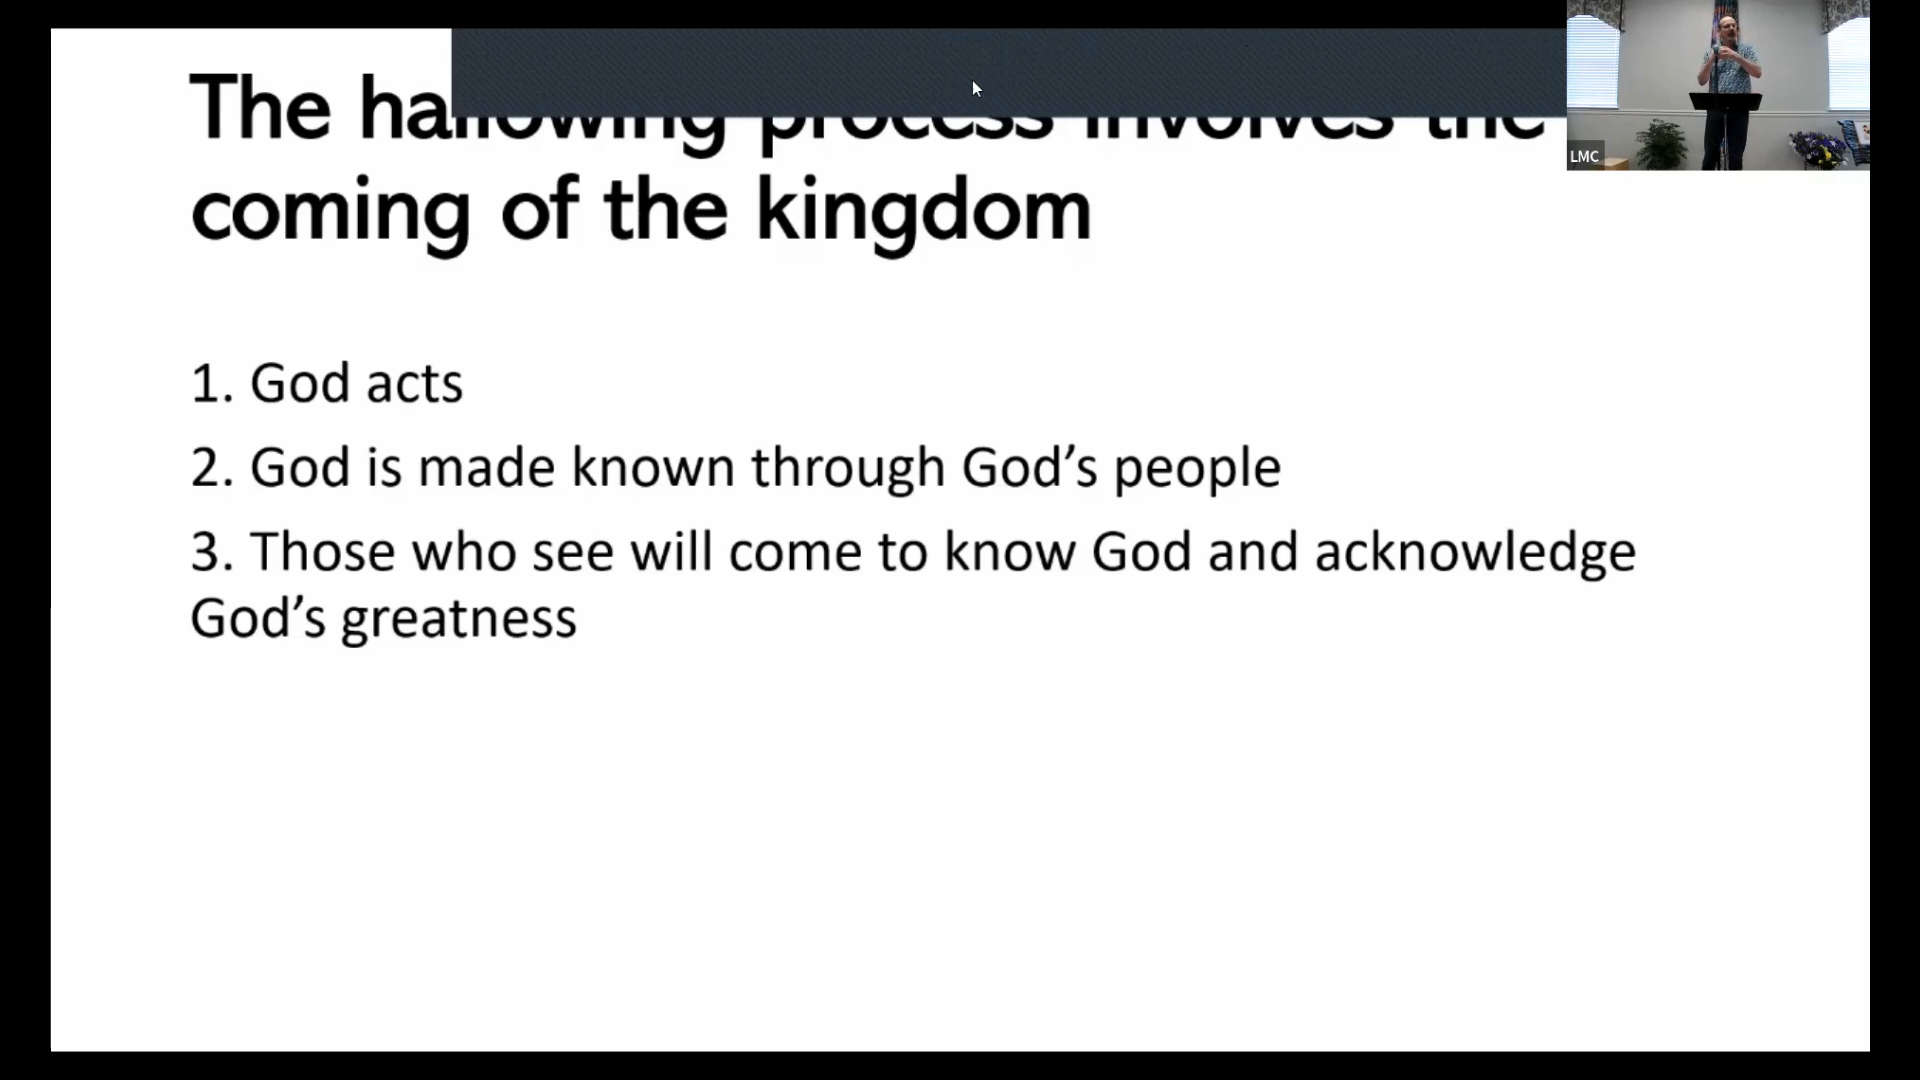 The hallowing process involves the
coming of the kingdom
LMC
1. God acts
2. God is made known through God’s people
3. Those who see will come to know God and acknowledge
God’s greatness